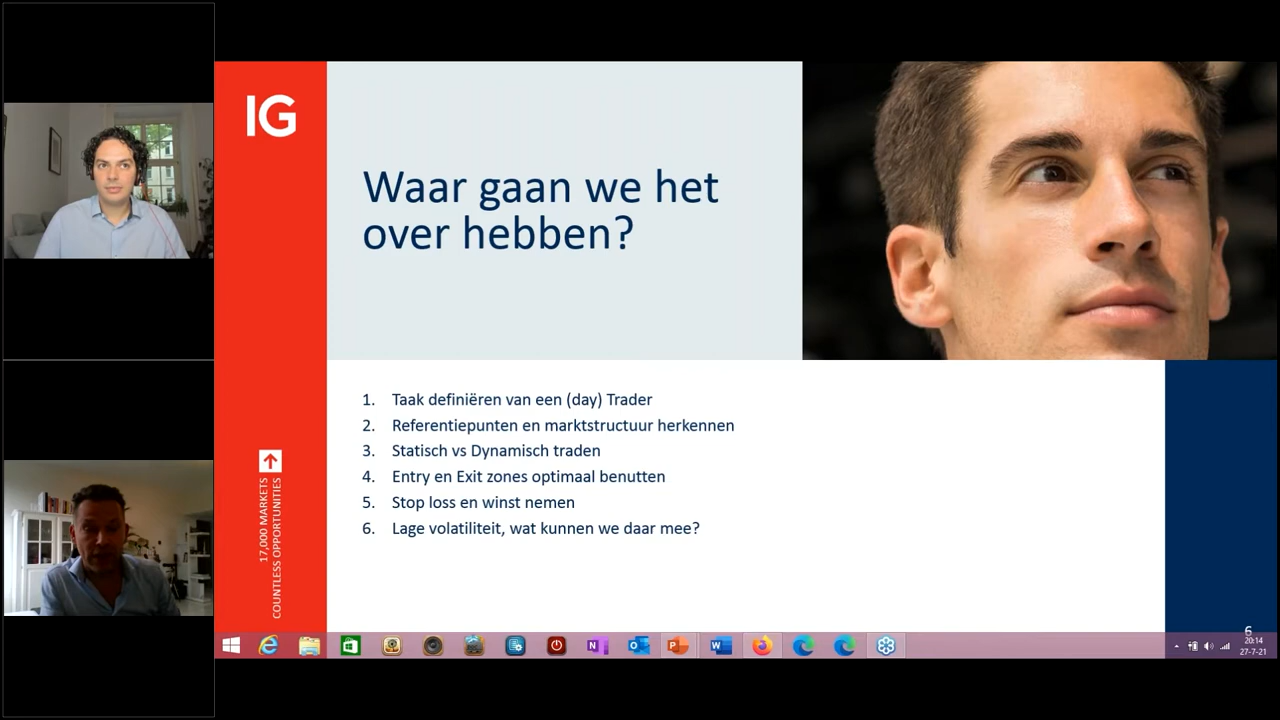 IG
Waar gaan we het
over hebben?
1. Taak definiëren van een (day) Trader
2. Referentiepunten en marktstructuur herkennen
3. Statisch vs Dynamisch traden
4. Entry en Exit zones optimaal benutten
5. Stop loss en winst nemen
6. Lage volatiliteit, wat kunnen we daar mee?
17,000 MARKETS
COUNTLESS OPPORTUNITIES
6
20:14
27-7-21